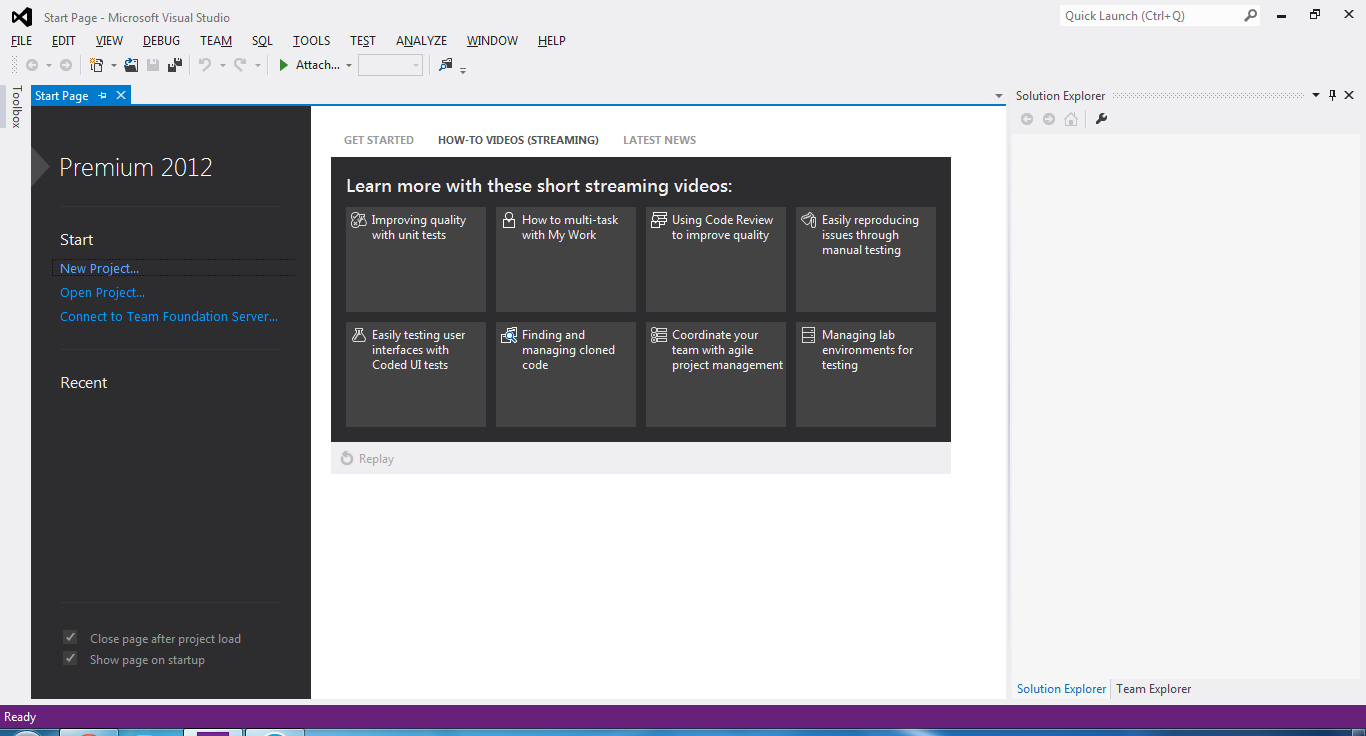 Start Page - Microsoft Visual Studio
Quick Launch (Ctrl+Q)
FILE EDIT VIEW DEBUG TEAM SQL TOOLS TEST ANALYZE WINDOW HELP
Attach...
Toolbox
Start Page
Solution Explorer
Premium 2012
Start
New Project...
Open Project...
Connect to Team Foundation Server...
Recent
Close page after project load
Show page on startup
GET STARTED HOW-TO VIDEOS (STREAMING) LATEST NEWS
Learn more with these short streaming videos:
Improving quality
with unit tests
How to multi-task
with My Work
Using Code Review
to improve quality
Easily reproducing
issues through
manual testing
Easily testing user
interfaces with
Coded UI tests
Finding and
managing cloned
code
Coordinate your
team with agile
project management
Managing lab
environments for
testing
Replay
Solution Explorer Team Explorer
Ready